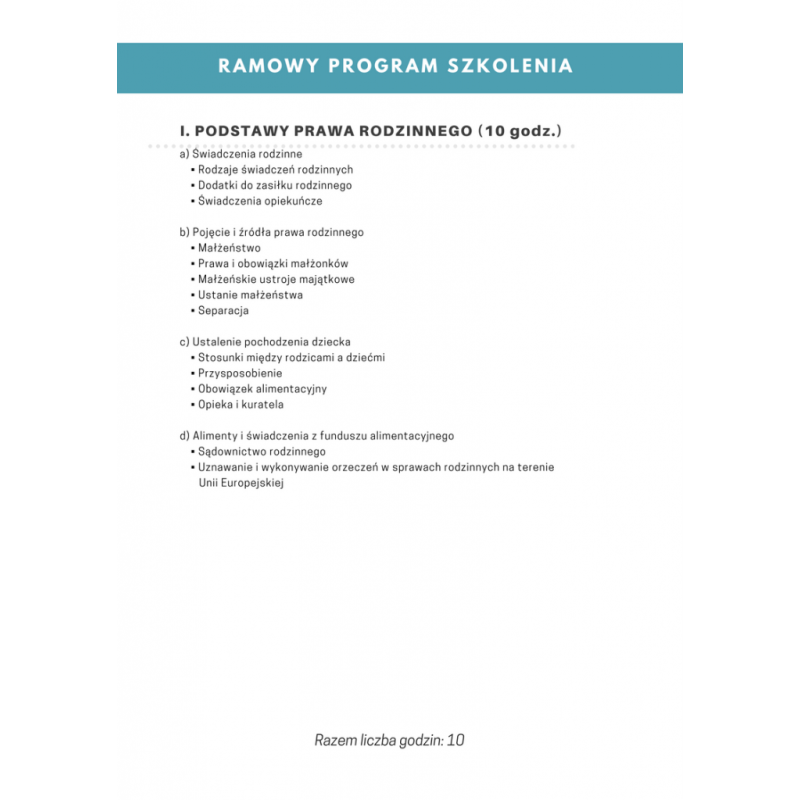 RAMOWY PROGRAM SZKOLENIA
I. PODSTAWY PRAWA RODZINNEGO (10 godz.)
a) Świadczenia rodzinne
▪ Rodzaje świadczeń rodzinnych
▪ Dodatki do zasiłku rodzinnego
▪ Świadczenia opiekuńcze
b) Pojęcie i źródła prawa rodzinnego
▪ Małżeństwo
▪ Prawa i obowiązki małżonków
▪ Małżeńskie ustroje majątkowe
▪ Ustanie małżeństwa
▪ Separacja
c) Ustalenie pochodzenia dziecka
▪ Stosunki między rodzicami a dziećmi
▪ Przysposobienie
▪ Obowiązek alimentacyjny
▪ Opieka i kuratela
d) Alimenty i świadczenia z funduszu alimentacyjnego
▪ Sądownictwo rodzinnego
▪ Uznawanie i wykonywanie orzeczeń w sprawach rodzinnych na terenie
Unii Europejskiej
Razem liczba godzin: 10